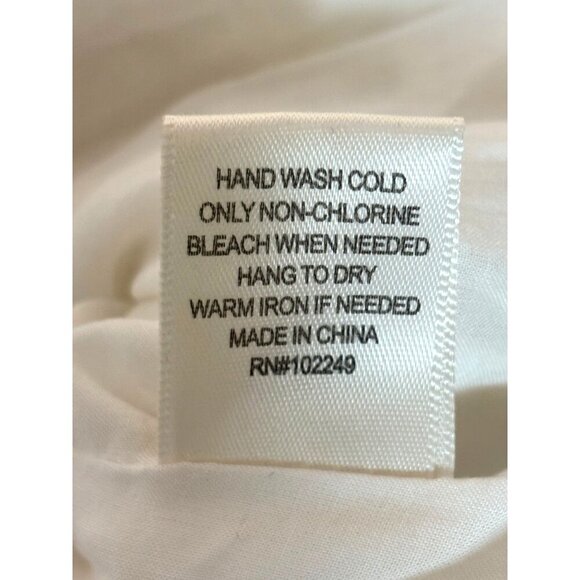 HAND WASH COLD
ONLY NON-CHLORINE
BLEACH WHEN NEEDED
HANG TO DRY
WARM IRON IF NEEDED
MADE IN CHINA
RN#102249